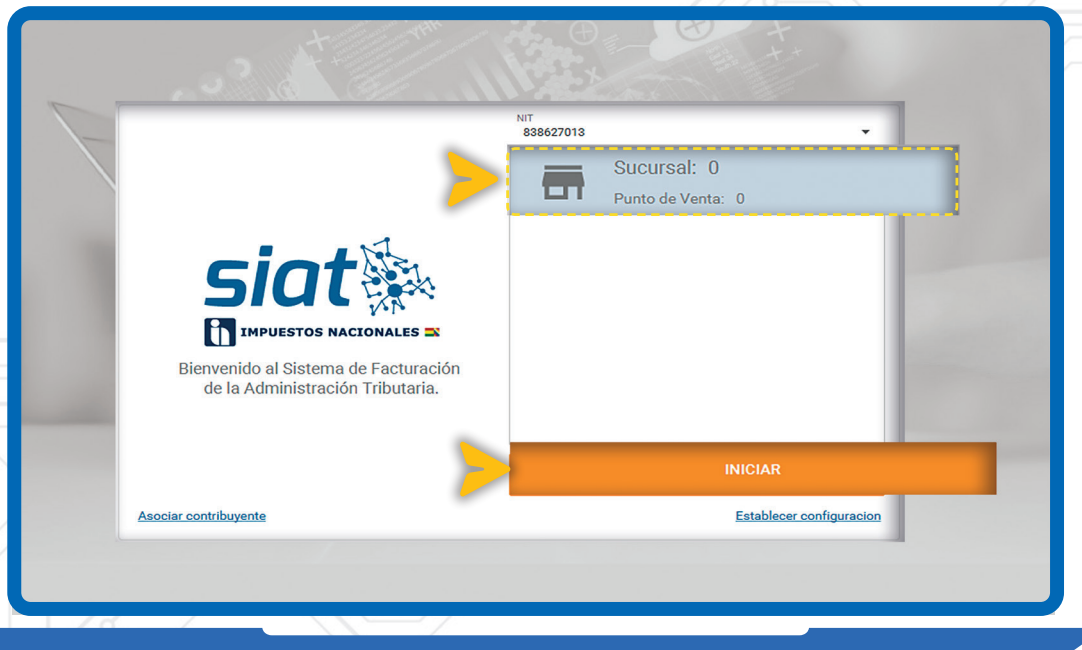 NIT
838627013
Sucursal: 0
Punto de Venta: 0
siat
IMPUESTOS NACIONALES
Bienvenido al Sistema de Facturación
de la Administración Tributaria.
INICIAR
Asociar contribuyente
Establecer configuracion